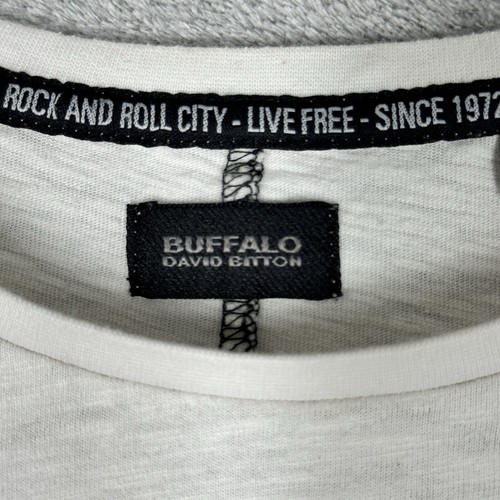 ROCK AND ROLL CITY - LIVE FREE - SINCE 1972
BUFFALO
DAVID BITTON